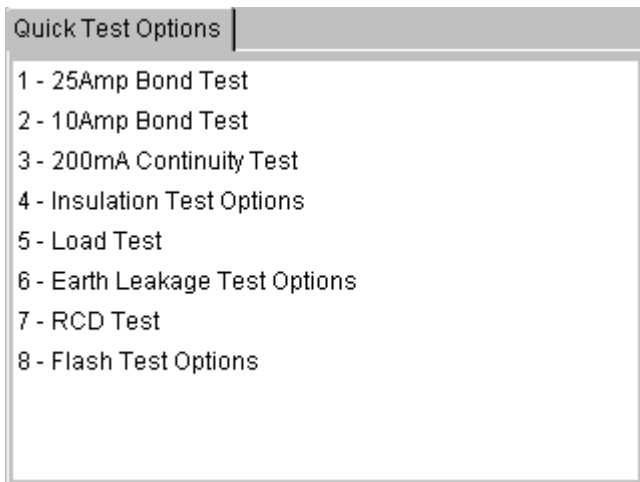 Quick Test Options
1 - 25Amp Bond Test
2 - 10Amp Bond Test
3 - 200mA Continuity Test
4 - Insulation Test Options
5 - Load Test
6 - Earth Leakage Test Options
7 - RCD Test
8 - Flash Test Options